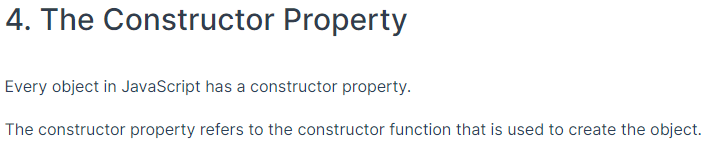 4. The Constructor Property
Every object in JavaScript has a constructor property.
The constructor property refers to the constructor function that is used to create the object.